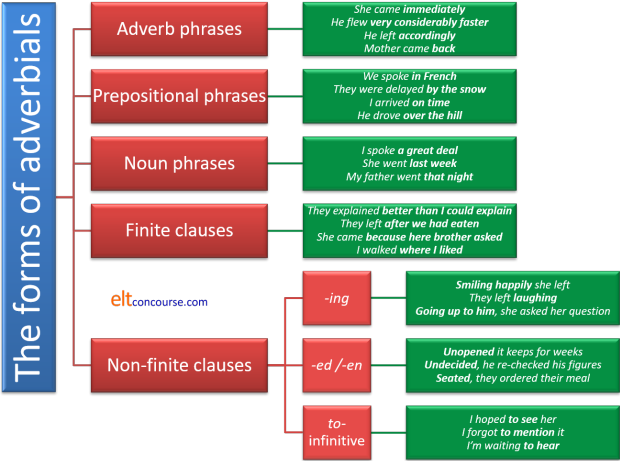 The forms of adverbials
Adverb phrases
She came immediately
He flew very considerably faster
He left accordingly
Mother came back
Prepositional phrases
We spoke in French
They were delayed by the snow
I arrived on time
He drove over the hill
Noun phrases
I spoke a great deal
She went last week
My father went that night
Finite clauses
They explained better than I could explain
They left after we had eaten
She came because here brother asked
I walked where I liked
eltconcourse.com
Non-finite clauses
-ing
Smiling happily she left
They left laughing
Going up to him, she asked her question
-ed /-en
Unopened it keeps for weeks
Undecided, he re-checked his figures
Seated, they ordered their meal
to-
infinitive
I hoped to see her
I forgot to mention it
I'm waiting to hear